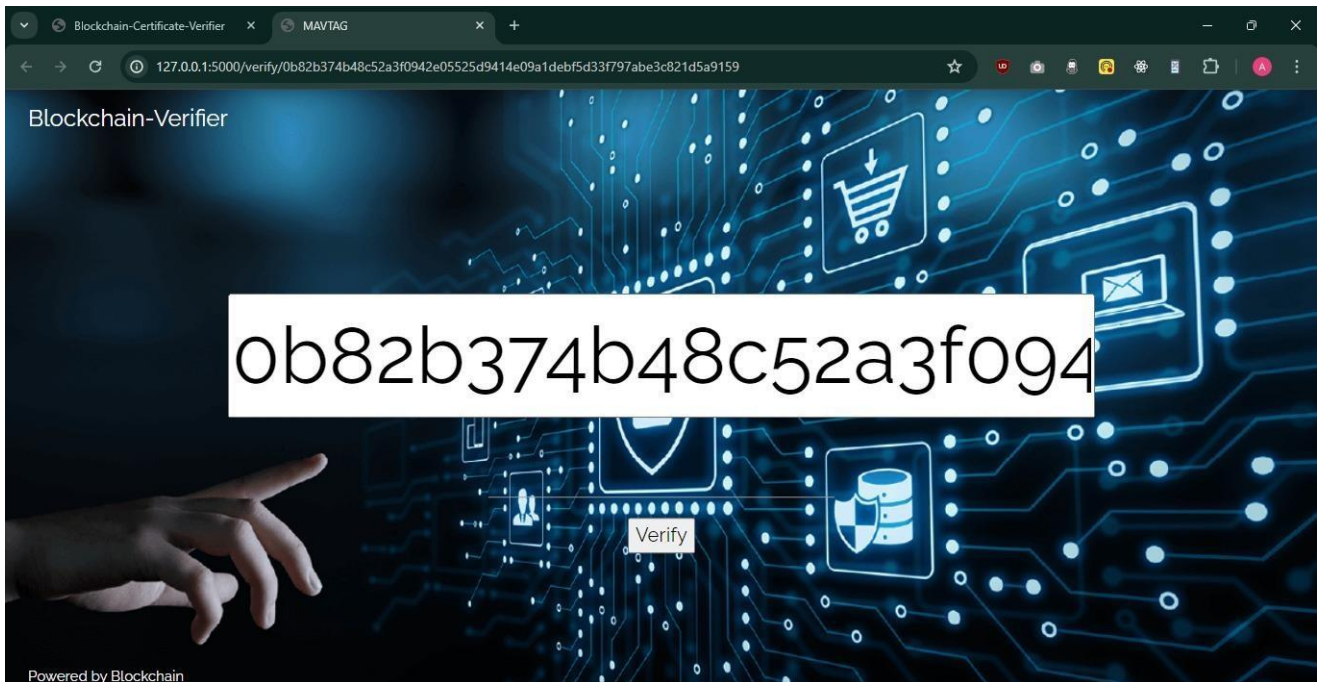 Blockchain-Certificate-Verifier
MAVTAG
127.0.0.1:5000/verify/0b82b374b48c52a3f0942e05525d9414e09a1debf5d33f797abe3c821d5a9159
A
Blockchain-Verifier
0b82b374b48c52a3f094
Verify
Powered by Blockchain